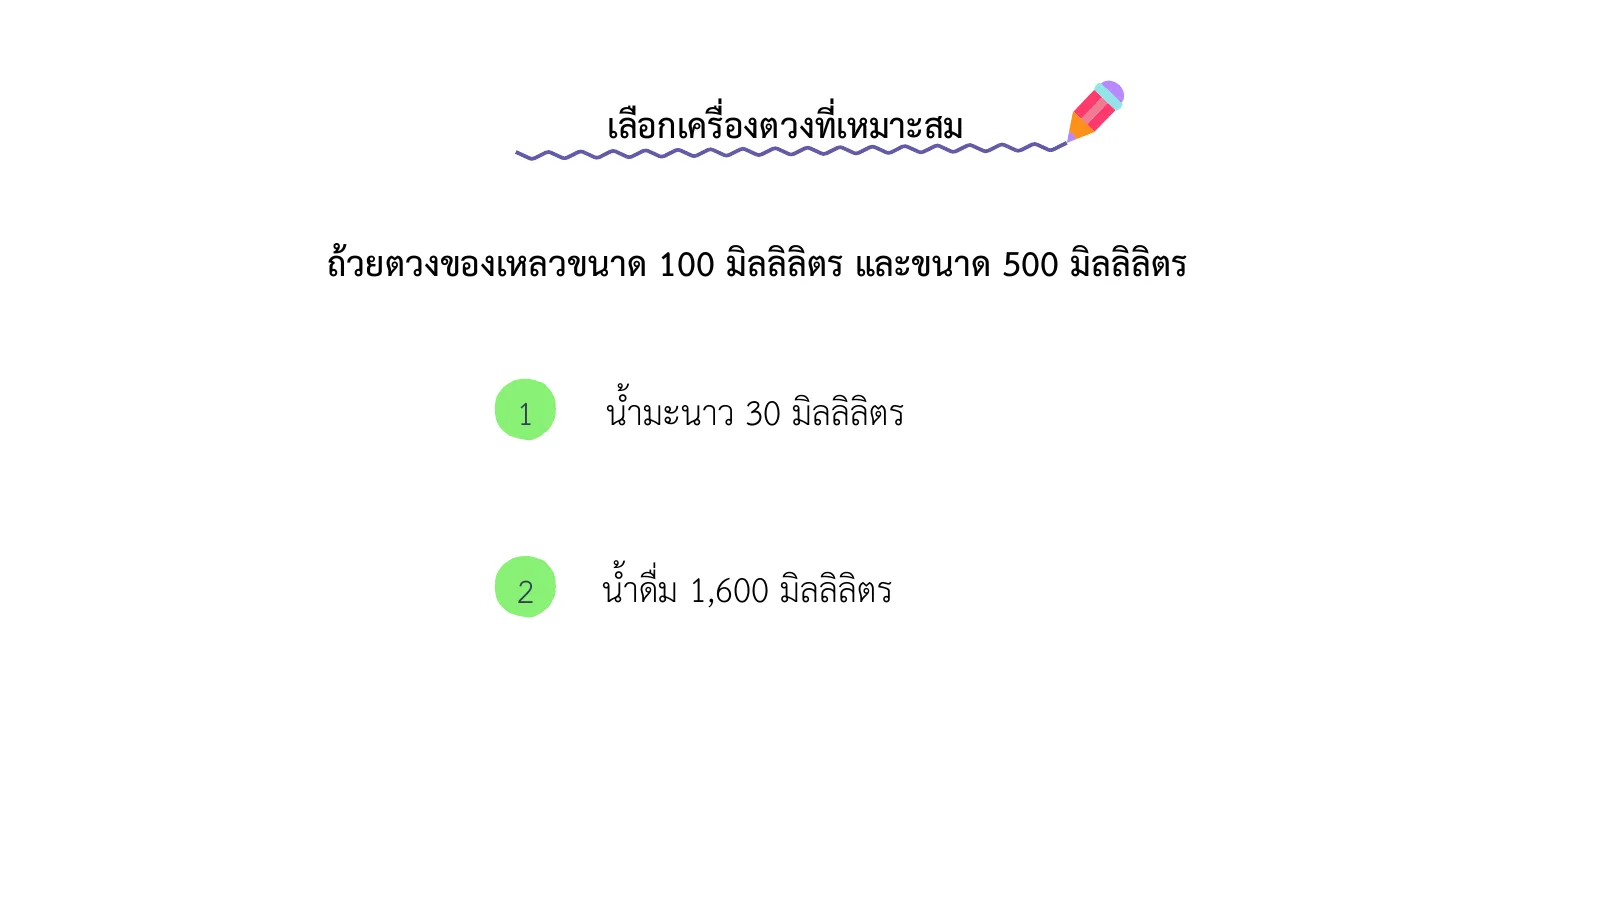 เลือกเครื่องตวงที่เหมาะสม
ถ้วยตวงของเหลวขนาด 100 มิลลิลิตร และขนาด 500 มิลลิลิตร
1 น้ำมะนาว 30 มิลลิลิตร
2 น้ำดื่ม 1,600 มิลลิลิตร